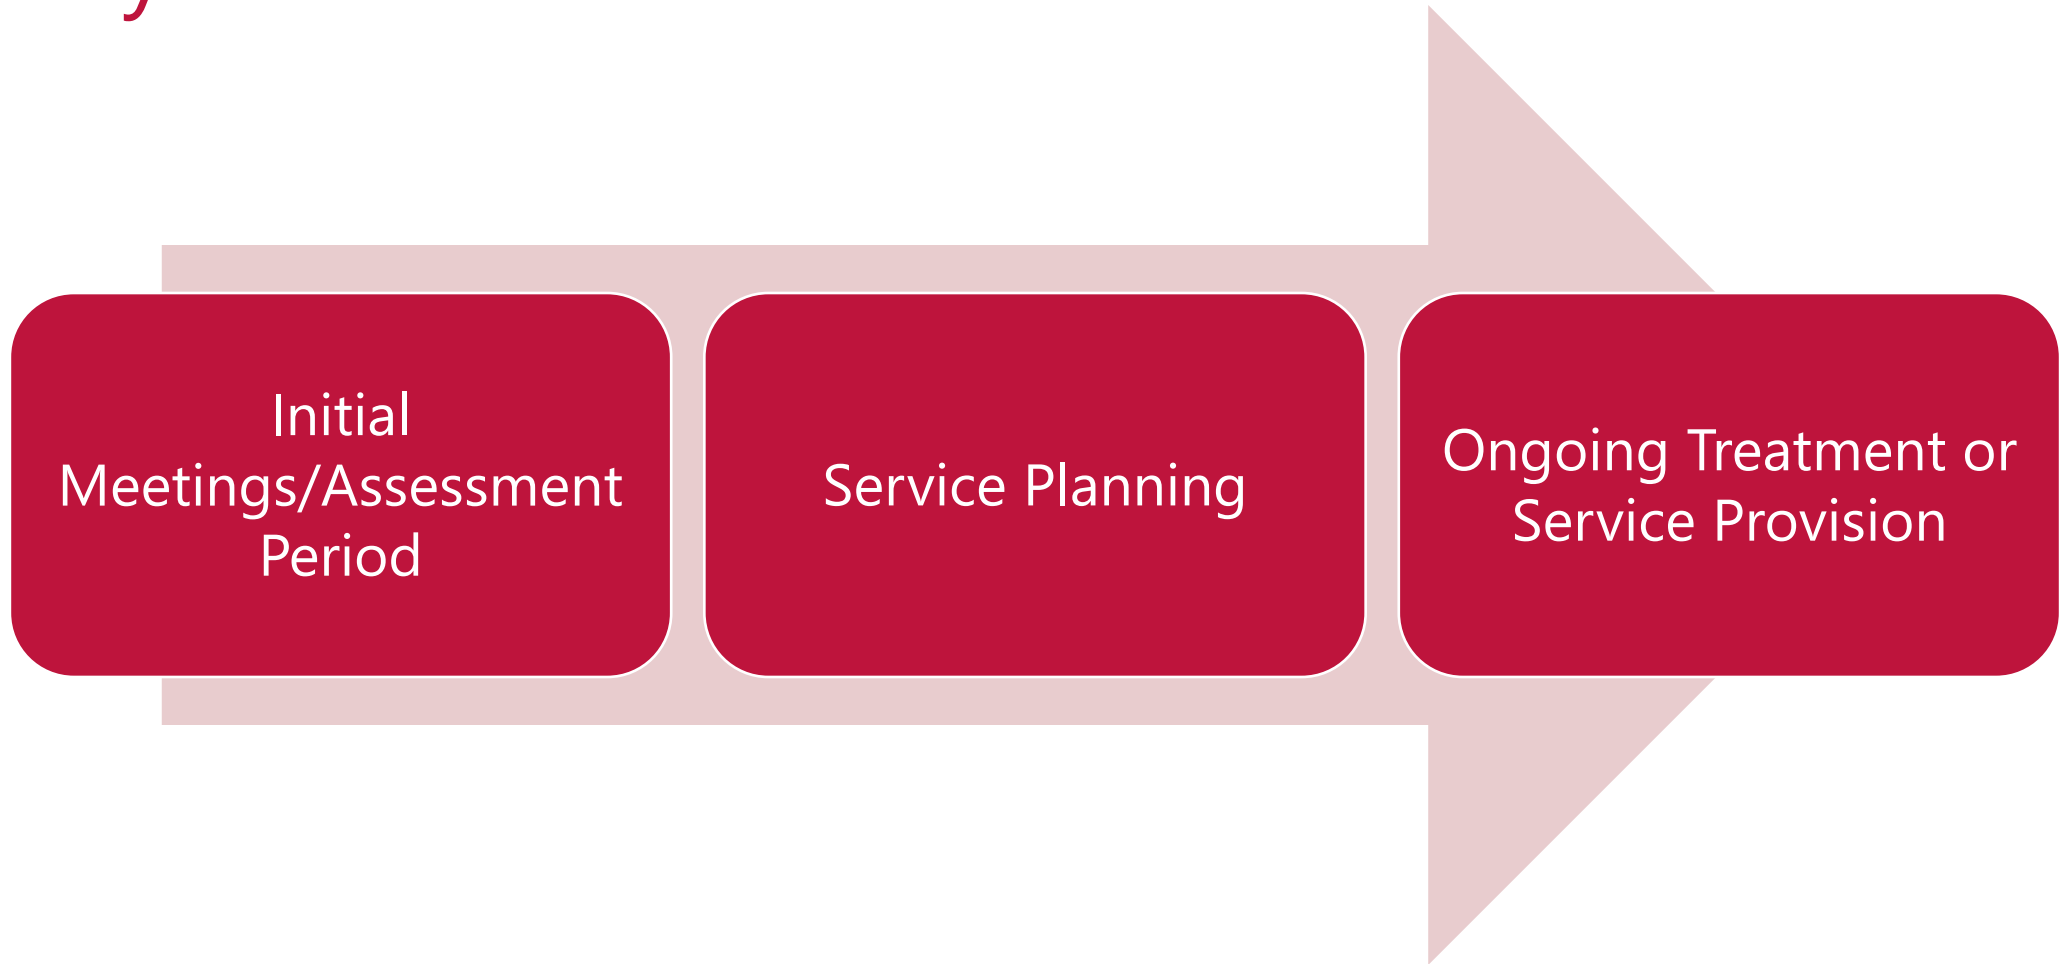 Initial
Meetings/Assessment
Period
Service Planning
Ongoing Treatment or
Service Provision